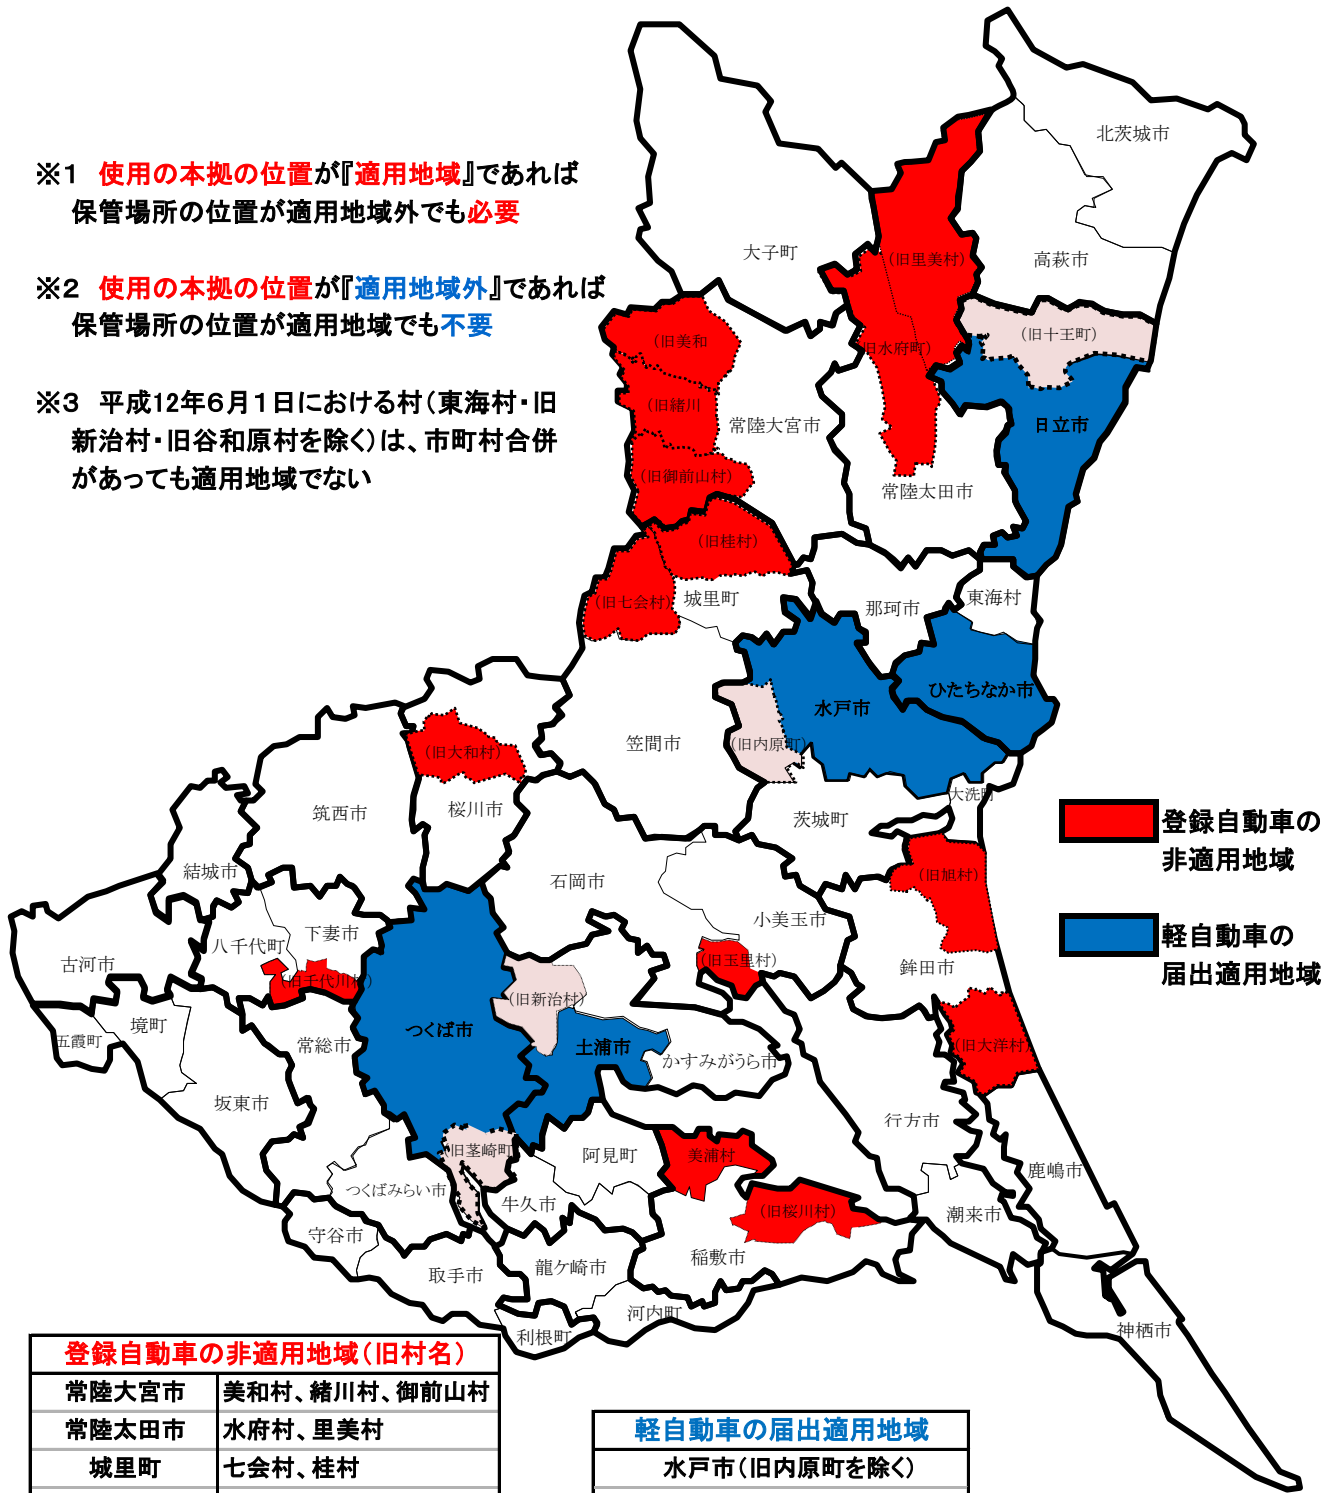 ※1　使用の本拠の位置が『適用地域』であれば
保管場所の位置が適用地域外でも必要
※2　使用の本拠の位置が『適用地域外』であれば
保管場所の位置が適用地域でも不要
※3　平成12年6月1日における村（東海村・旧
新治村・旧谷和原村を除く）は、市町村合併
があっても適用地域でない
北茨城市
大子町
（旧里美村）
高萩市
（旧十王町）
（旧美和
旧水府町）
（旧緒川
常陸大宮市
日立市
（旧御前山村）
常陸太田市
（旧桂村）
（旧七会村）
城里町
那珂市
東海村
ひたちなか市
水戸市
笠間市
（旧内原町）
（旧大和村）
筑西市
桜川市
大洗町
茨城町
登録自動車の
非適用地域
結城市
石岡市
（旧旭村）
小美玉市
下妻市
八千代町
軽自動車の
届出適用地域
古河市
（旧千代川村）
（旧玉里村）
鉾田市
（旧新治村）
境町
つくば市
五霞町
常総市
土浦市
（旧大洋村）
かすみがうら市
坂東市
行方市
（旧茎崎町）
阿見町
美浦村
鹿嶋市
つくばみらい市
牛久市
（旧桜川村）
潮来市
守谷市
稲敷市
取手市
龍ケ崎市
河内町
利根町
神栖市
登録自動車の非適用地域（旧村名）
常陸大宮市　美和村、緒川村、御前山村
常陸太田市　水府村、里美村
城里町　七会村、桂村
軽自動車の届出適用地域
水戸市（旧内原町を除く）